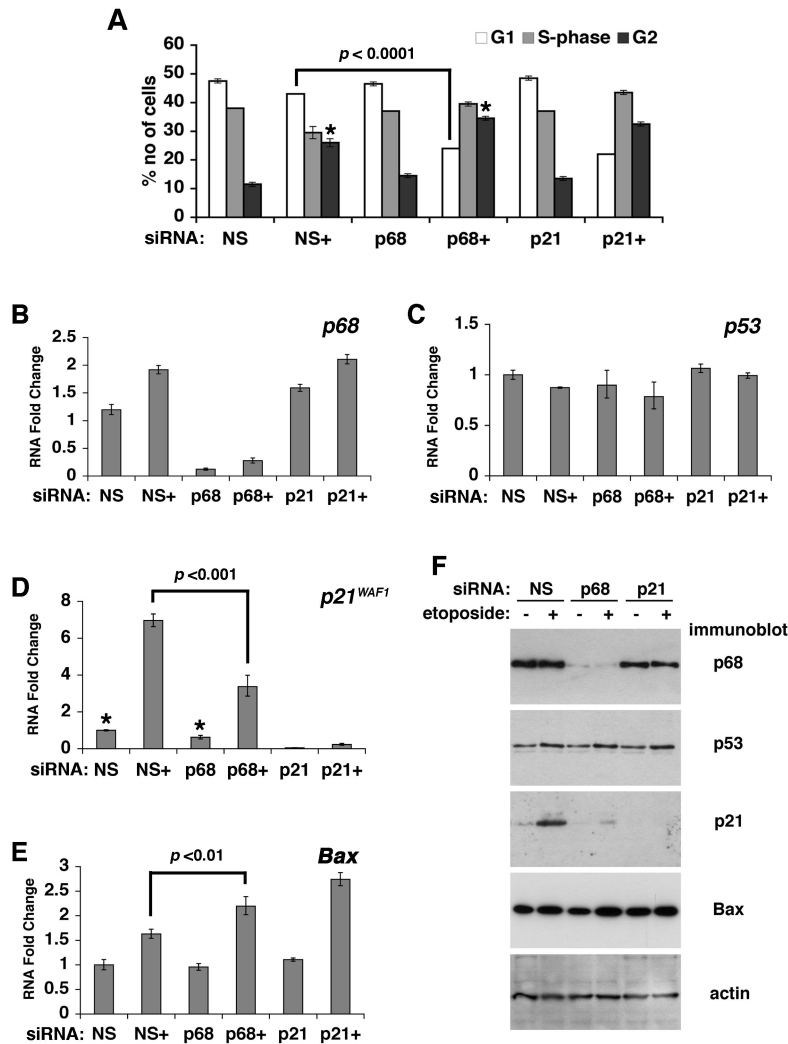 A
G1 S-phase G2
% no of cells
60
50
40
30
20
10
0
p < 0.0001
*
*
siRNA: NS NS+ p68 p68+ p21 p21+
B
p68
RNA Fold Change
2.5
2
1.5
1
0.5
0
siRNA: NS NS+ p68 p68+ p21 p21+
C
p53
RNA Fold Change
1.5
1
0.5
0
siRNA: NS NS+ p68 p68+ p21 p21+
D
p21WAF1
p <0.001
RNA Fold Change
8
6
4
2
0
*
*
siRNA: NS NS+ p68 p68+ p21 p21+
E
Bax
p <0.01
RNA Fold Change
3
2.5
2
1.5
1
0.5
0
siRNA: NS NS+ p68 p68+ p21 p21+
F
siRNA: NS p68 p21
etoposide: - + - + - +
immunoblot
p68
p53
p21
Bax
actin